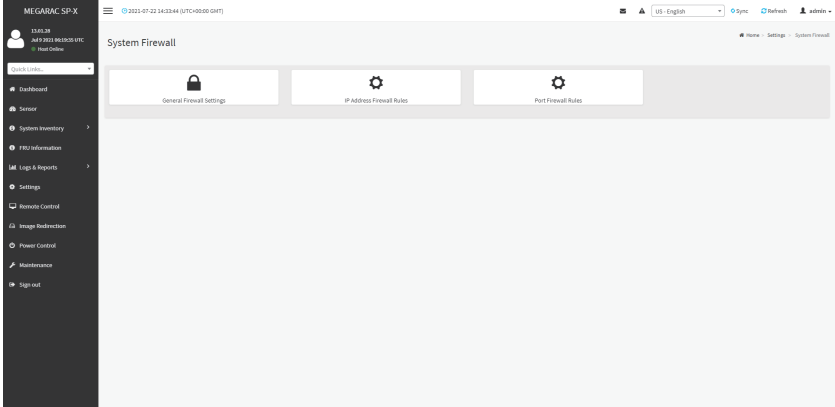 MEGARAC SP-X
2021-07-22 14:33:44 (UTC+00:00 GMT)
US - English
Sync
Refresh
admin
13.01.28
Jul 9 2021 06:19:55 UTC
Host Online
Quick Links...
Dashboard
Sensor
System Inventory
FRU Information
Logs & Reports
Settings
Remote Control
Image Redirection
Power Control
Maintenance
Sign out
System Firewall
Home > Settings > System Firewall
General Firewall Settings
IP Address Firewall Rules
Port Firewall Rules